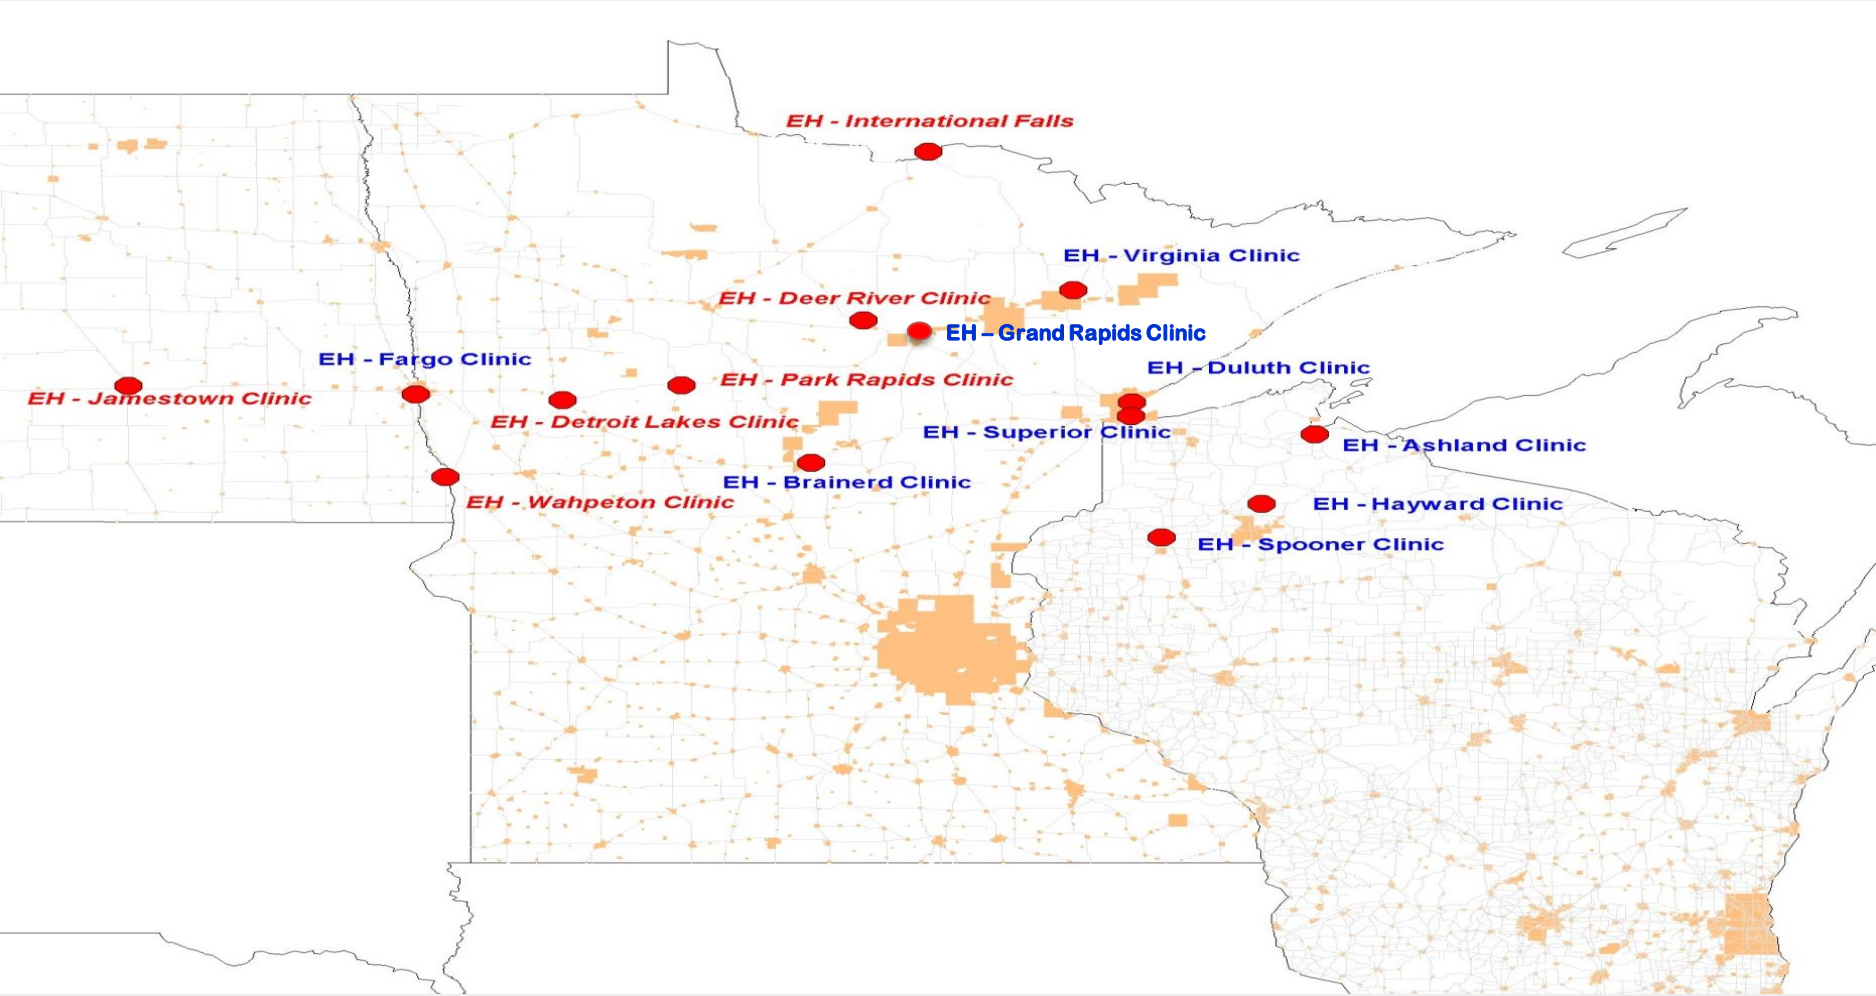 EH - International Falls
EH - Virginia Clinic
EH - Deer River Clinic
EH – Grand Rapids Clinic
EH - Fargo Clinic
EH - Duluth Clinic
EH - Park Rapids Clinic
EH - Jamestown Clinic
EH - Detroit Lakes Clinic
EH - Superior Clinic
EH - Ashland Clinic
EH - Brainerd Clinic
EH - Wahpeton Clinic
EH - Hayward Clinic
EH - Spooner Clinic